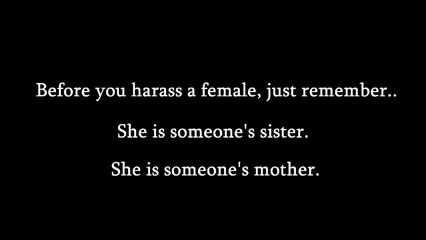 Before you harass a female, just remember..
She is someone's sister.
She is someone's mother.